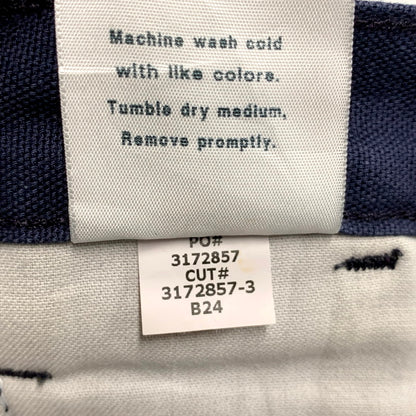 Machine wash cold
with like colors.
Tumble dry medium,
Remove promptly.
PO#
3172857
CUT#
3172857-3
B24